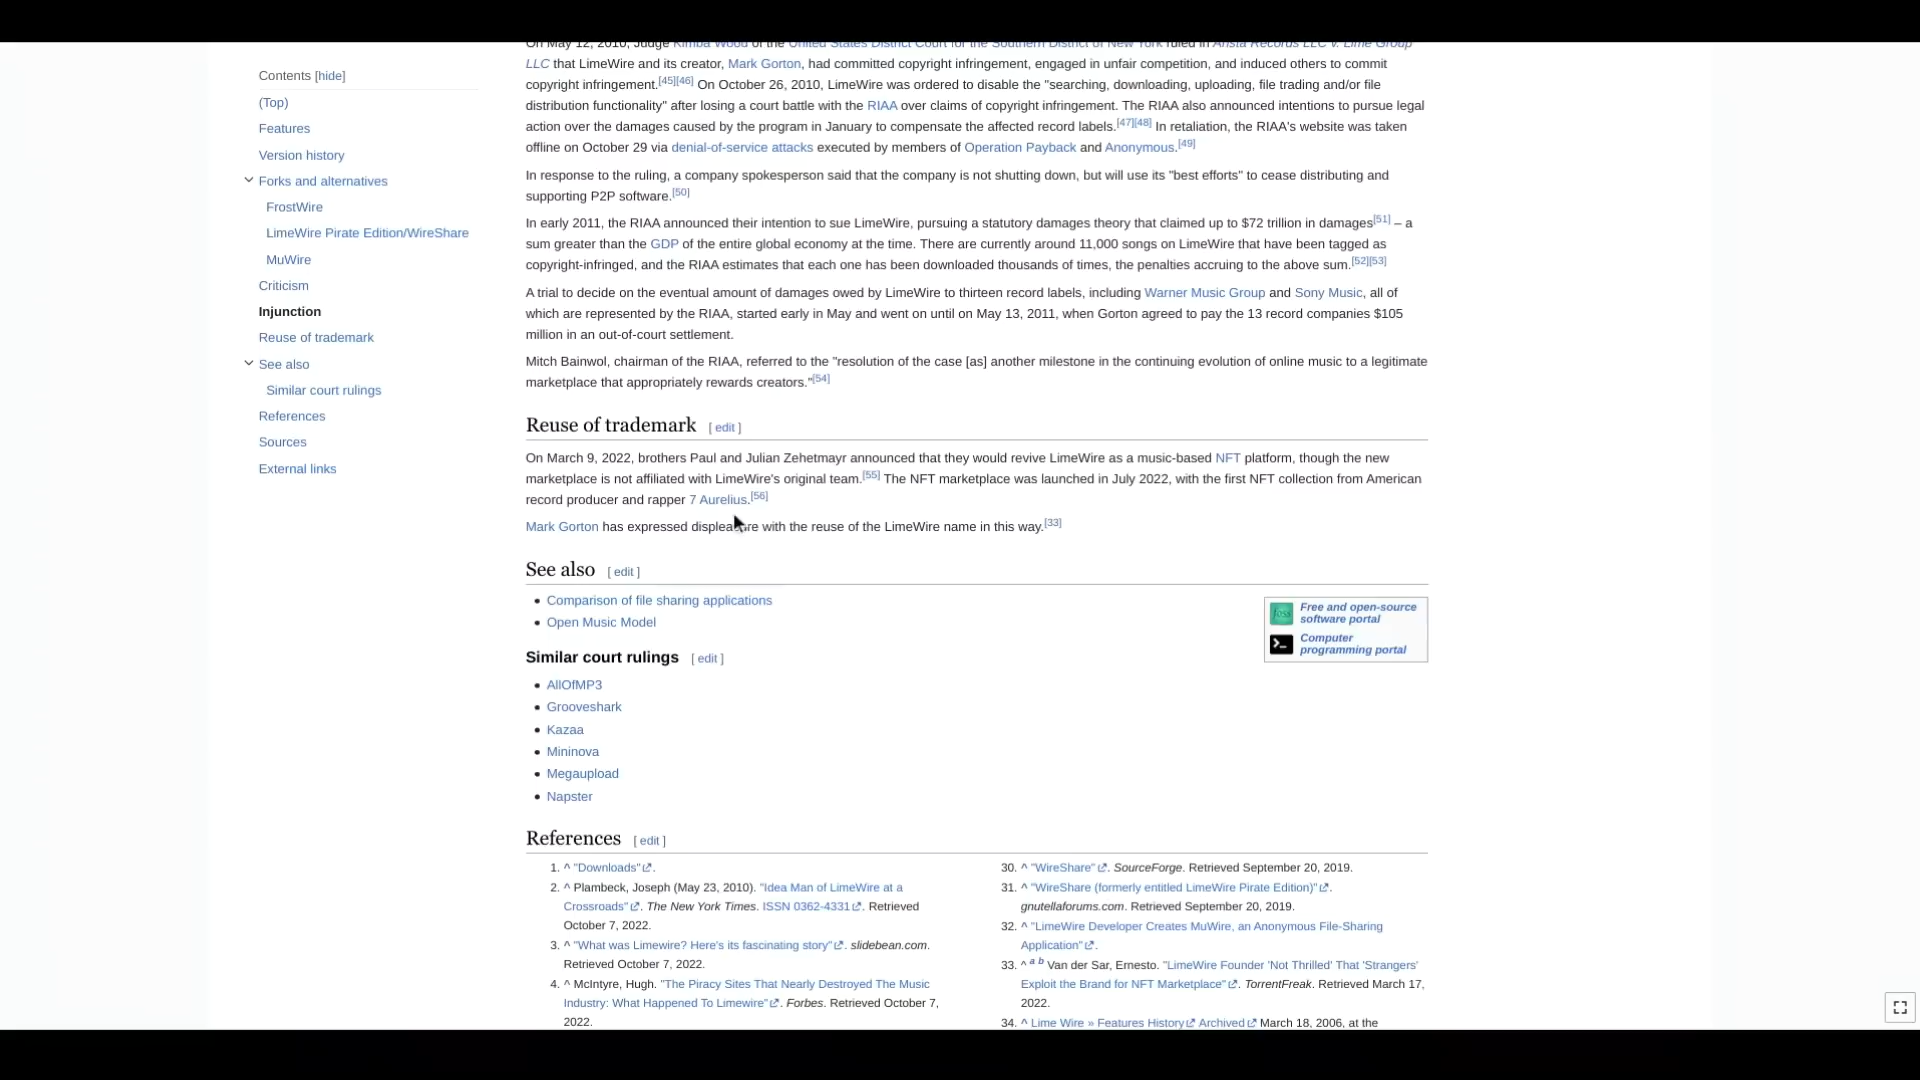 Contents [hide]
(Top)
Features
Version history
Forks and alternatives
FrostWire
LimeWire Pirate Edition/WireShare
MuWire
Criticism
Injunction
Reuse of trademark
See also
Similar court rulings
References
Sources
External links
On May 12, 2010, Judge Kimba Wood of the United States District Court for the Southern District of New York ruled in Arista Records LLC v. Lime Group
LLC that LimeWire and its creator, Mark Gorton, had committed copyright infringement, engaged in unfair competition, and induced others to commit
copyright infringement.[45][46] On October 26, 2010, LimeWire was ordered to disable the "searching, downloading, uploading, file trading and/or file
distribution functionality" after losing a court battle with the RIAA over claims of copyright infringement. The RIAA also announced intentions to pursue legal
action over the damages caused by the program in January to compensate the affected record labels.[47][48] In retaliation, the RIAA's website was taken
offline on October 29 via denial-of-service attacks executed by members of Operation Payback and Anonymous.[49]
In response to the ruling, a company spokesperson said that the company is not shutting down, but will use its "best efforts" to cease distributing and
supporting P2P software.[50]
In early 2011, the RIAA announced their intention to sue LimeWire, pursuing a statutory damages theory that claimed up to $72 trillion in damages[51] – a
sum greater than the GDP of the entire global economy at the time. There are currently around 11,000 songs on LimeWire that have been tagged as
copyright-infringed, and the RIAA estimates that each one has been downloaded thousands of times, the penalties accruing to the above sum.[52][53]
A trial to decide on the eventual amount of damages owed by LimeWire to thirteen record labels, including Warner Music Group and Sony Music, all of
which are represented by the RIAA, started early in May and went on until on May 13, 2011, when Gorton agreed to pay the 13 record companies $105
million in an out-of-court settlement.
Mitch Bainwol, chairman of the RIAA, referred to the "resolution of the case [as] another milestone in the continuing evolution of online music to a legitimate
marketplace that appropriately rewards creators."[54]
Reuse of trademark [ edit ]
On March 9, 2022, brothers Paul and Julian Zehetmayr announced that they would revive LimeWire as a music-based NFT platform, though the new
marketplace is not affiliated with LimeWire's original team.[55] The NFT marketplace was launched in July 2022, with the first NFT collection from American
record producer and rapper 7 Aurelius.[56]
Mark Gorton has expressed displeasure with the reuse of the LimeWire name in this way.[33]
See also [ edit ]
• Comparison of file sharing applications
• Open Music Model
Free and open-source
software portal
Computer
programming portal
Similar court rulings [ edit ]
• AllOfMP3
• Grooveshark
• Kazaa
• Mininova
• Megaupload
• Napster
References [ edit ]
1. ^ "Downloads".
2. ^ Plambeck, Joseph (May 23, 2010). "Idea Man of LimeWire at a
Crossroads". The New York Times. ISSN 0362-4331. Retrieved
October 7, 2022.
3. ^ "What was Limewire? Here's its fascinating story". slidebean.com.
Retrieved October 7, 2022.
4. ^ McIntyre, Hugh. "The Piracy Sites That Nearly Destroyed The Music
Industry: What Happened To Limewire". Forbes. Retrieved October 7,
2022.
30. ^ "WireShare". SourceForge. Retrieved September 20, 2019.
31. ^ "WireShare (formerly entitled LimeWire Pirate Edition)".
gnutellaforums.com. Retrieved September 20, 2019.
32. ^ "LimeWire Developer Creates MuWire, an Anonymous File-Sharing
Application".
33. ^ a b Van der Sar, Ernesto. "LimeWire Founder 'Not Thrilled' That 'Strangers'
Exploit the Brand for NFT Marketplace". TorrentFreak. Retrieved March 17,
2022.
34. ^ Lime Wire » Features History Archived March 18, 2006, at the